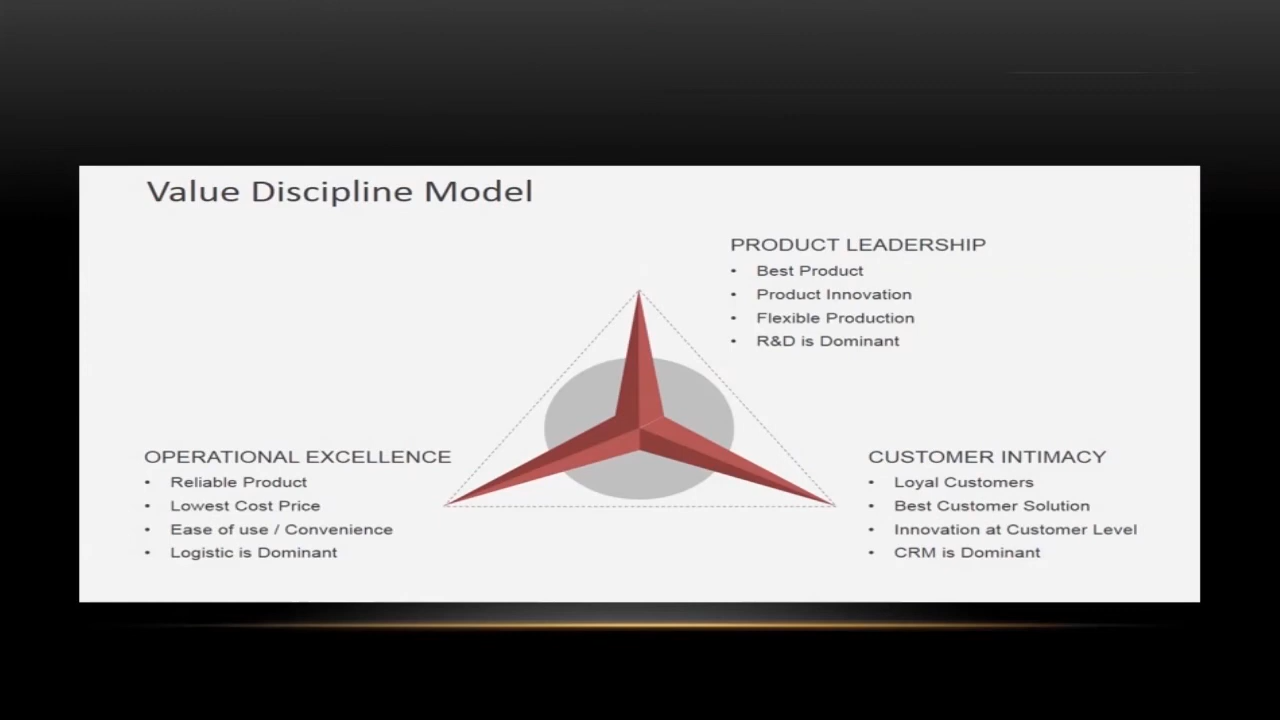 Value Discipline Model
PRODUCT LEADERSHIP
• Best Product
• Product Innovation
• Flexible Production
• R&D is Dominant
OPERATIONAL EXCELLENCE
• Reliable Product
• Lowest Cost Price
• Ease of use / Convenience
• Logistic is Dominant
CUSTOMER INTIMACY
• Loyal Customers
• Best Customer Solution
• Innovation at Customer Level
• CRM is Dominant